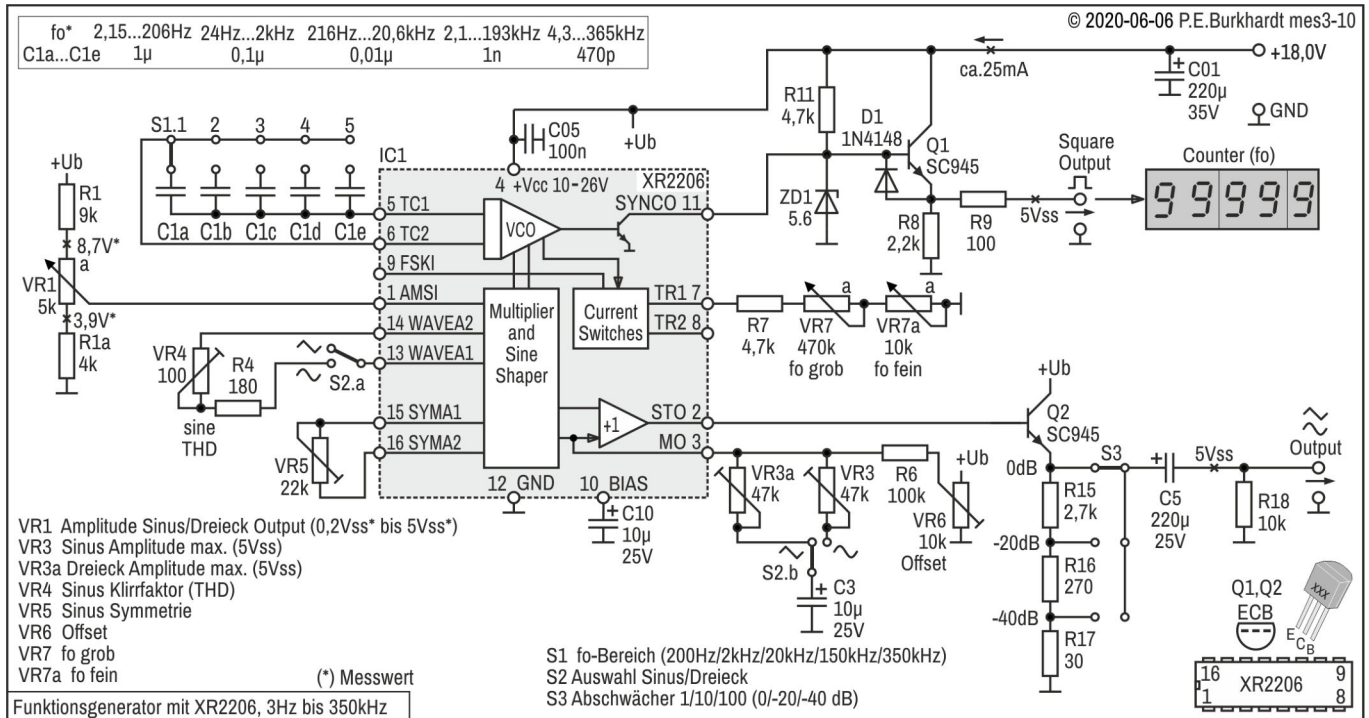 © 2020-06-06 P.E.Burkhardt mes3-10
fo* 2,15...206Hz 24Hz...2kHz 216Hz...20,6kHz 2,1...193kHz 4,3...365kHz
C1a...C1e 1µ 0,1µ 0,01µ 1n 470p
ca.25mA
+18,0V
C01
220µ
35V
GND
S1.1 2 3 4 5
C1a C1b C1c C1d C1e
+Ub
R1
9k
8,7V*
a
VR1
5k
3,9V*
R1a
4k
IC1
C05
100n
+Ub
4 +Vcc 10-26V
XR2206
5 TC1
6 TC2
9 FSKI
1 AMSI
14 WAVEA2
13 WAVEA1
15 SYMA1
16 SYMA2
VCO
SYNCO 11
Multiplier
and
Sine
Shaper
Current
Switches
TR1 7
TR2 8
+1
STO 2
MO 3
12 GND
10 BIAS
C10
10µ
25V
VR4
100
R4
180
S2.a
sine
THD
VR5
22k
R11
4,7k
D1
1N4148
Q1
SC945
ZD1
5.6
R8
2,2k
R9
100
5Vss
Square
Output
Counter (fo)
99999
R7
4,7k
a
VR7
470k
fo grob
a
VR7a
10k
fo fein
VR3a
47k
VR3
47k
R6
100k
+Ub
VR6
10k
Offset
S2.b
C3
10µ
25V
+Ub
Q2
SC945
S3
0dB
R15
2,7k
-20dB
R16
270
-40dB
R17
30
C5
220µ
25V
5Vss
R18
10k
Output
Q1,Q2
ECB
XXX
E
C
B
16
1
XR2206
9
8
VR1 Amplitude Sinus/Dreieck Output (0,2Vss* bis 5Vss*)
VR3 Sinus Amplitude max. (5Vss)
VR3a Dreieck Amplitude max. (5Vss)
VR4 Sinus Klirrfaktor (THD)
VR5 Sinus Symmetrie
VR6 Offset
VR7 fo grob
VR7a fo fein
(*) Messwert
Funktionsgenerator mit XR2206, 3Hz bis 350kHz
S1 fo-Bereich (200Hz/2kHz/20kHz/150kHz/350kHz)
S2 Auswahl Sinus/Dreieck
S3 Abschwächer 1/10/100 (0/-20/-40 dB)